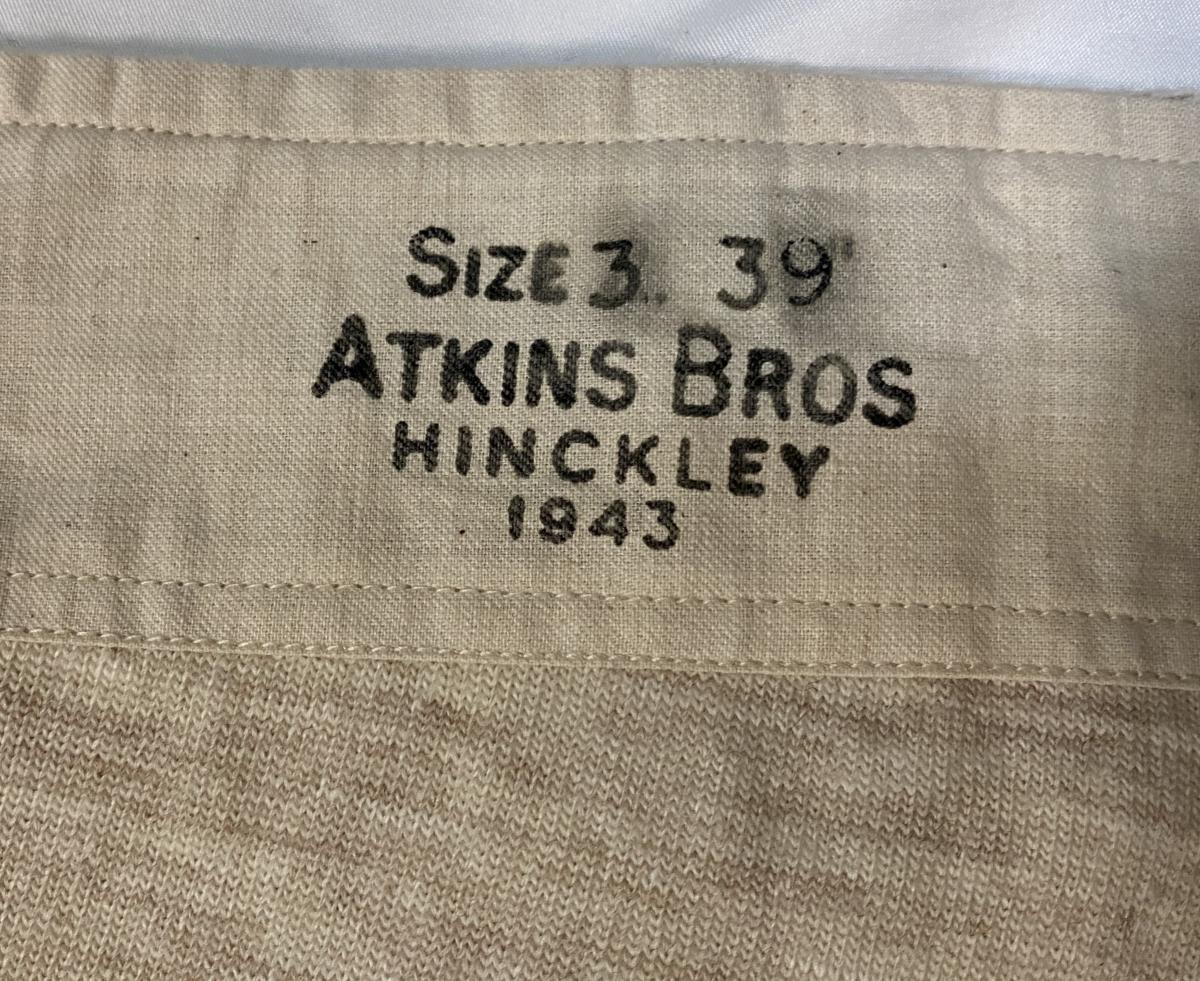 SIZE 3.. 39"
ATKINS BROS
HINCKLEY
1943